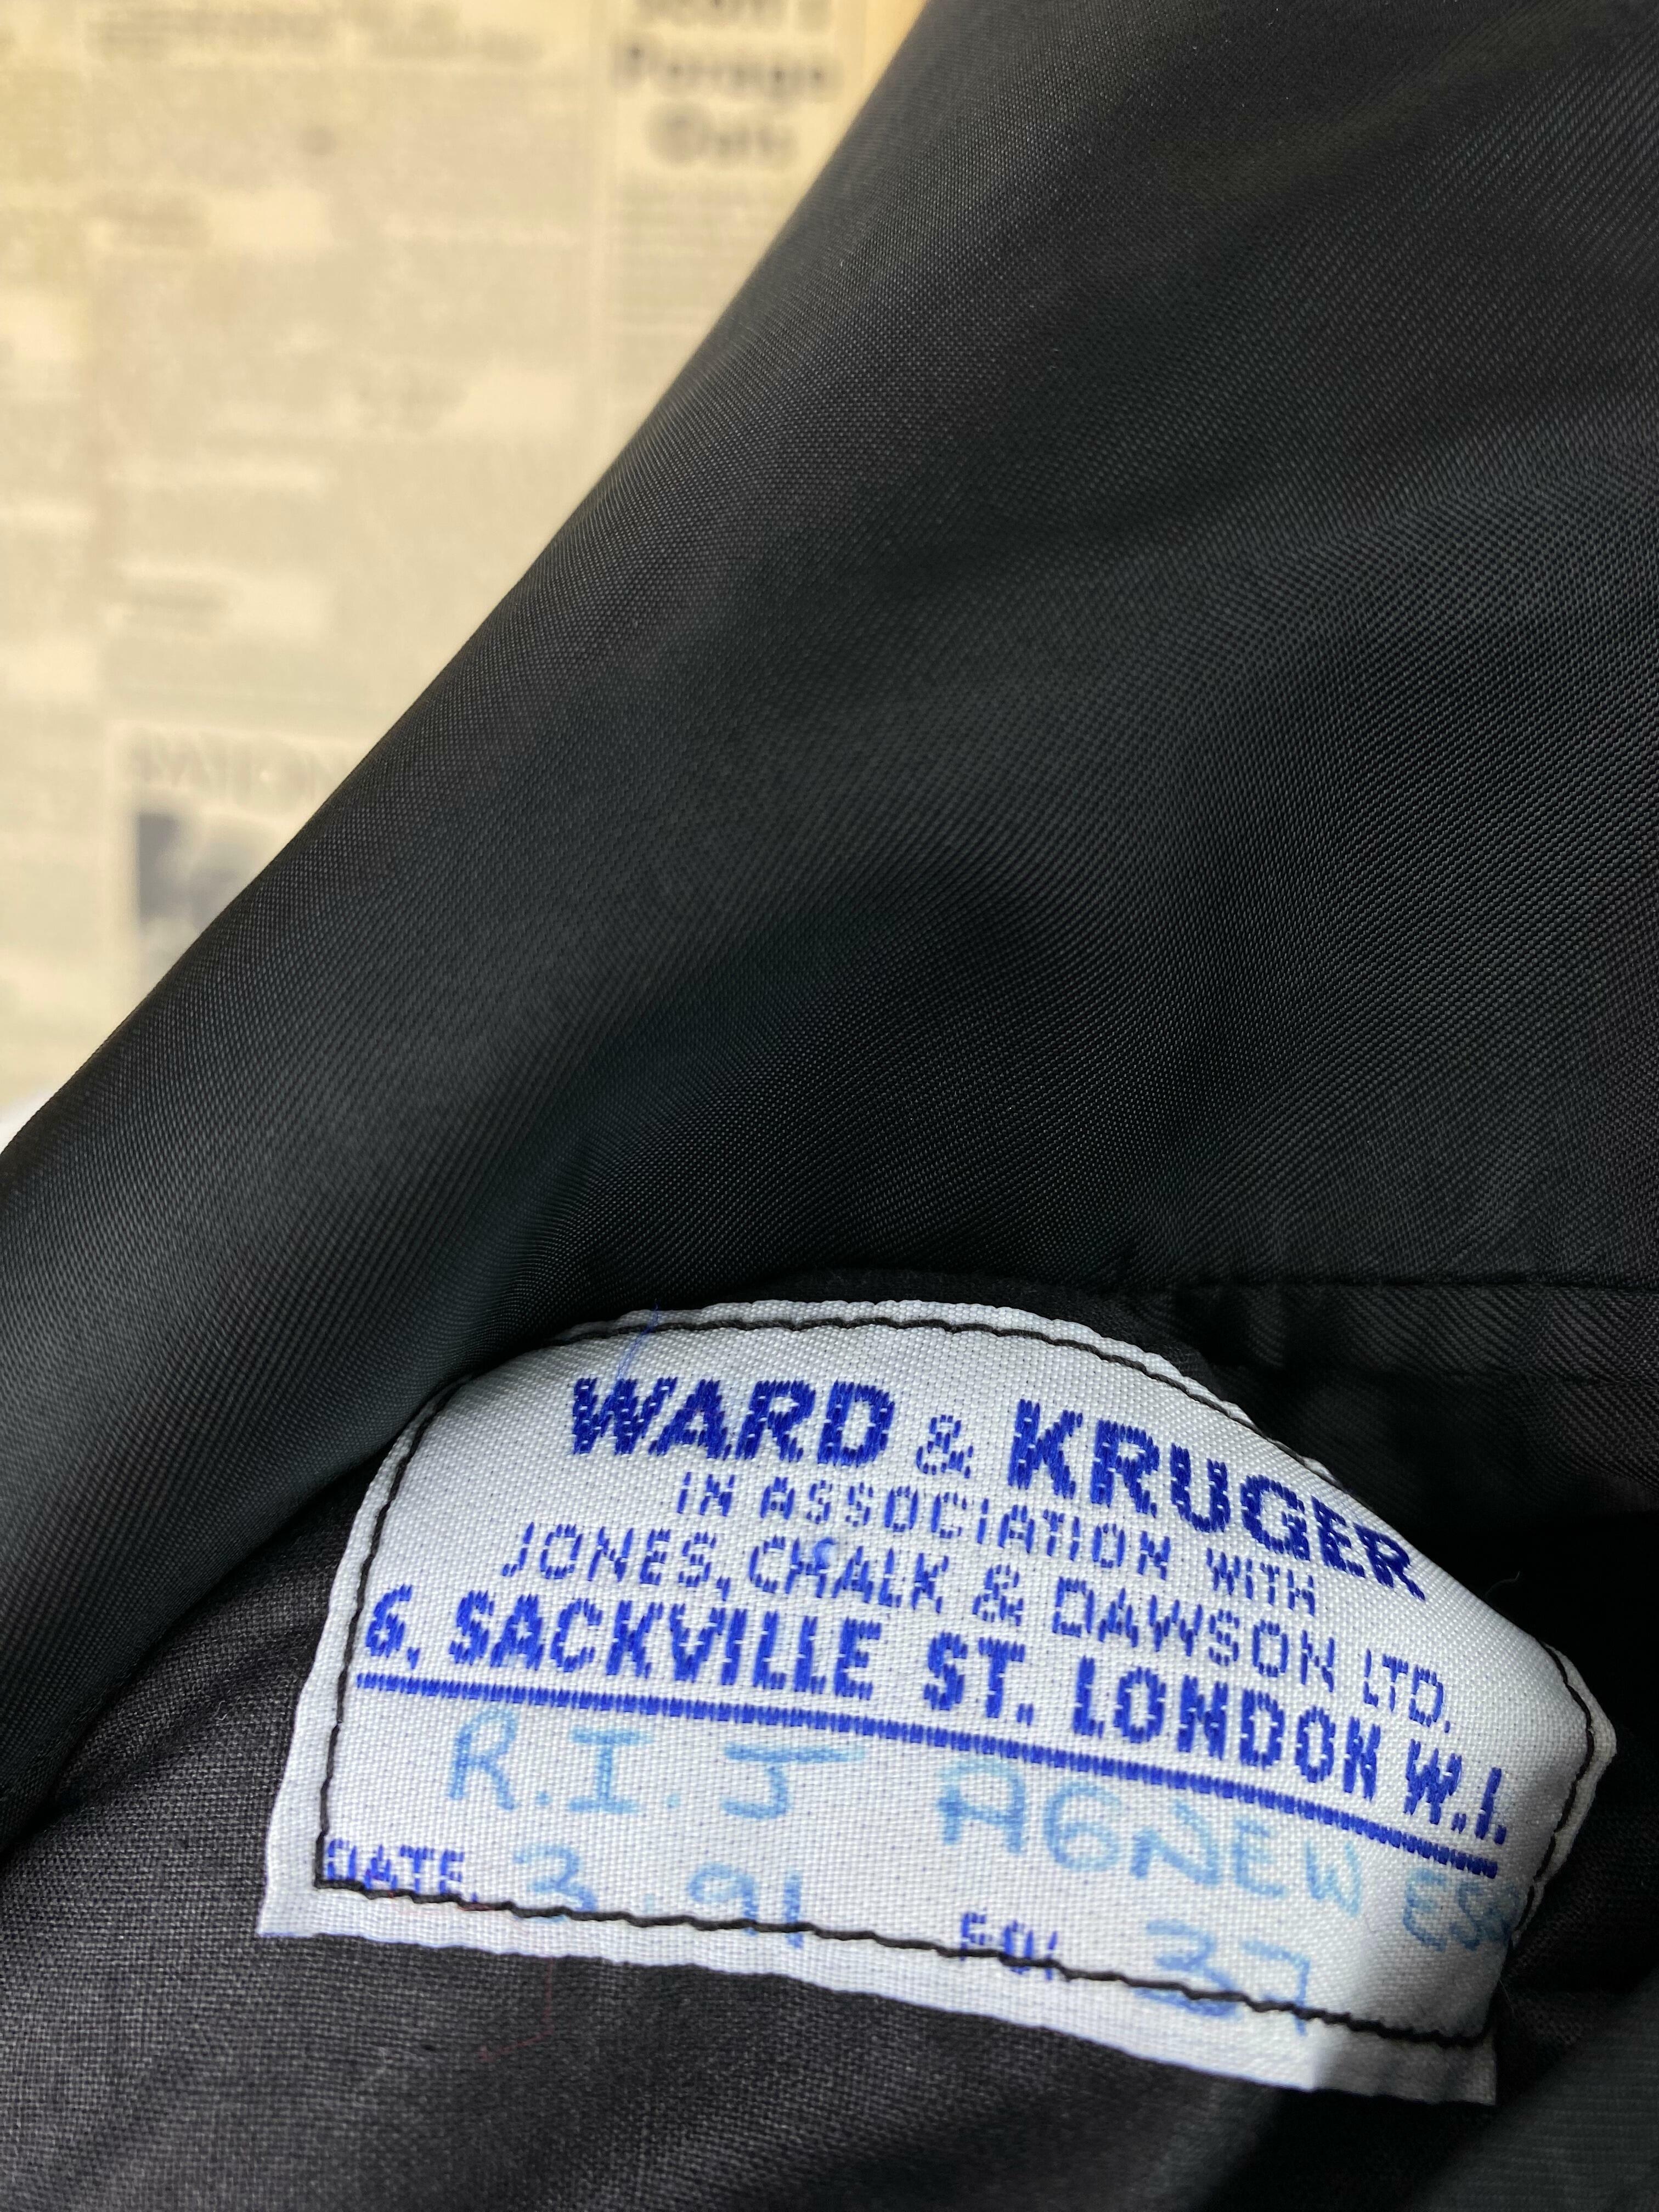 WARD & KRUGER
IN ASSOCIATION WITH
JONES, CHALK & DAWSON LTD.
6, SACKVILLE ST. LONDON W.1.
R.I.J AGNEW ESQ
DATE. 3.91 FOL 37